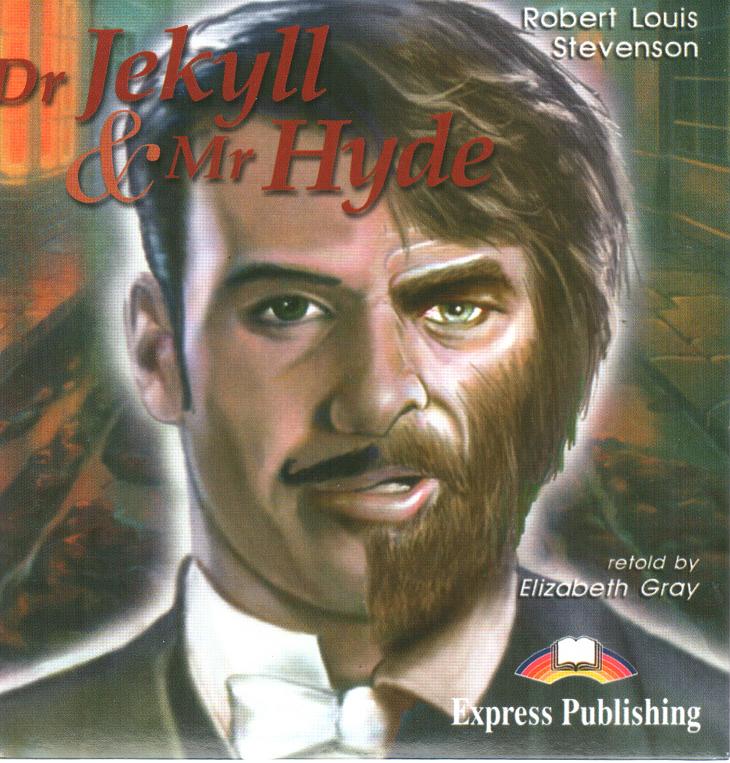 Robert Louis
Stevenson
Dr Jekyll
& Mr Hyde
retold by
Elizabeth Gray
Express Publishing